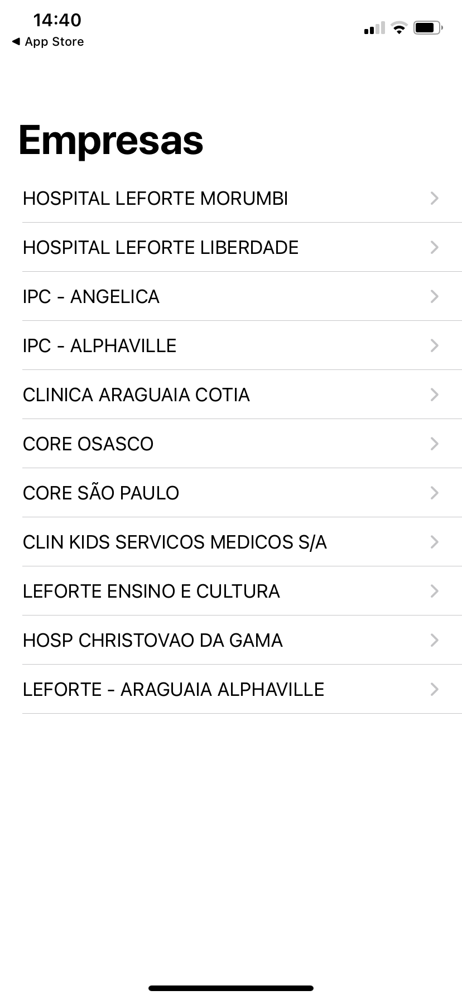 14:40
◀ App Store
Empresas
HOSPITAL LEFORTE MORUMBI
HOSPITAL LEFORTE LIBERDADE
IPC - ANGELICA
IPC - ALPHAVILLE
CLINICA ARAGUAIA COTIA
CORE OSASCO
CORE SÃO PAULO
CLIN KIDS SERVICOS MEDICOS S/A
LEFORTE ENSINO E CULTURA
HOSP CHRISTOVAO DA GAMA
LEFORTE - ARAGUAIA ALPHAVILLE